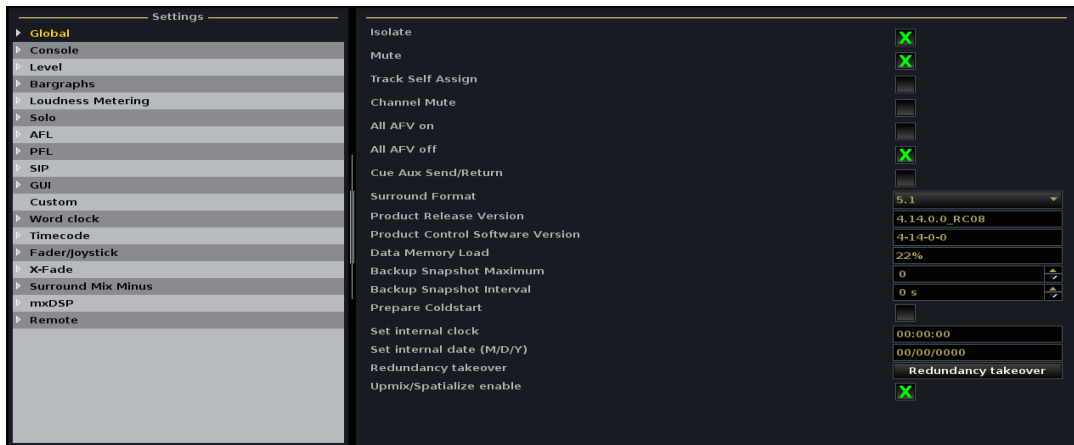 Settings
Global
Console
Level
Bargraphs
Loudness Metering
Solo
AFL
PFL
SIP
GUI
Custom
Word clock
Timecode
Fader/Joystick
X-Fade
Surround Mix Minus
mxDSP
Remote
Isolate X
Mute X
Track Self Assign
Channel Mute
All AFV on
All AFV off X
Cue Aux Send/Return
Surround Format 5.1
Product Release Version 4.14.0.0_RC08
Product Control Software Version 4-14-0-0
Data Memory Load 22%
Backup Snapshot Maximum 0
Backup Snapshot Interval 0 s
Prepare Coldstart
Set internal clock 00:00:00
Set internal date (M/D/Y) 00/00/0000
Redundancy takeover Redundancy takeover
Upmix/Spatialize enable X